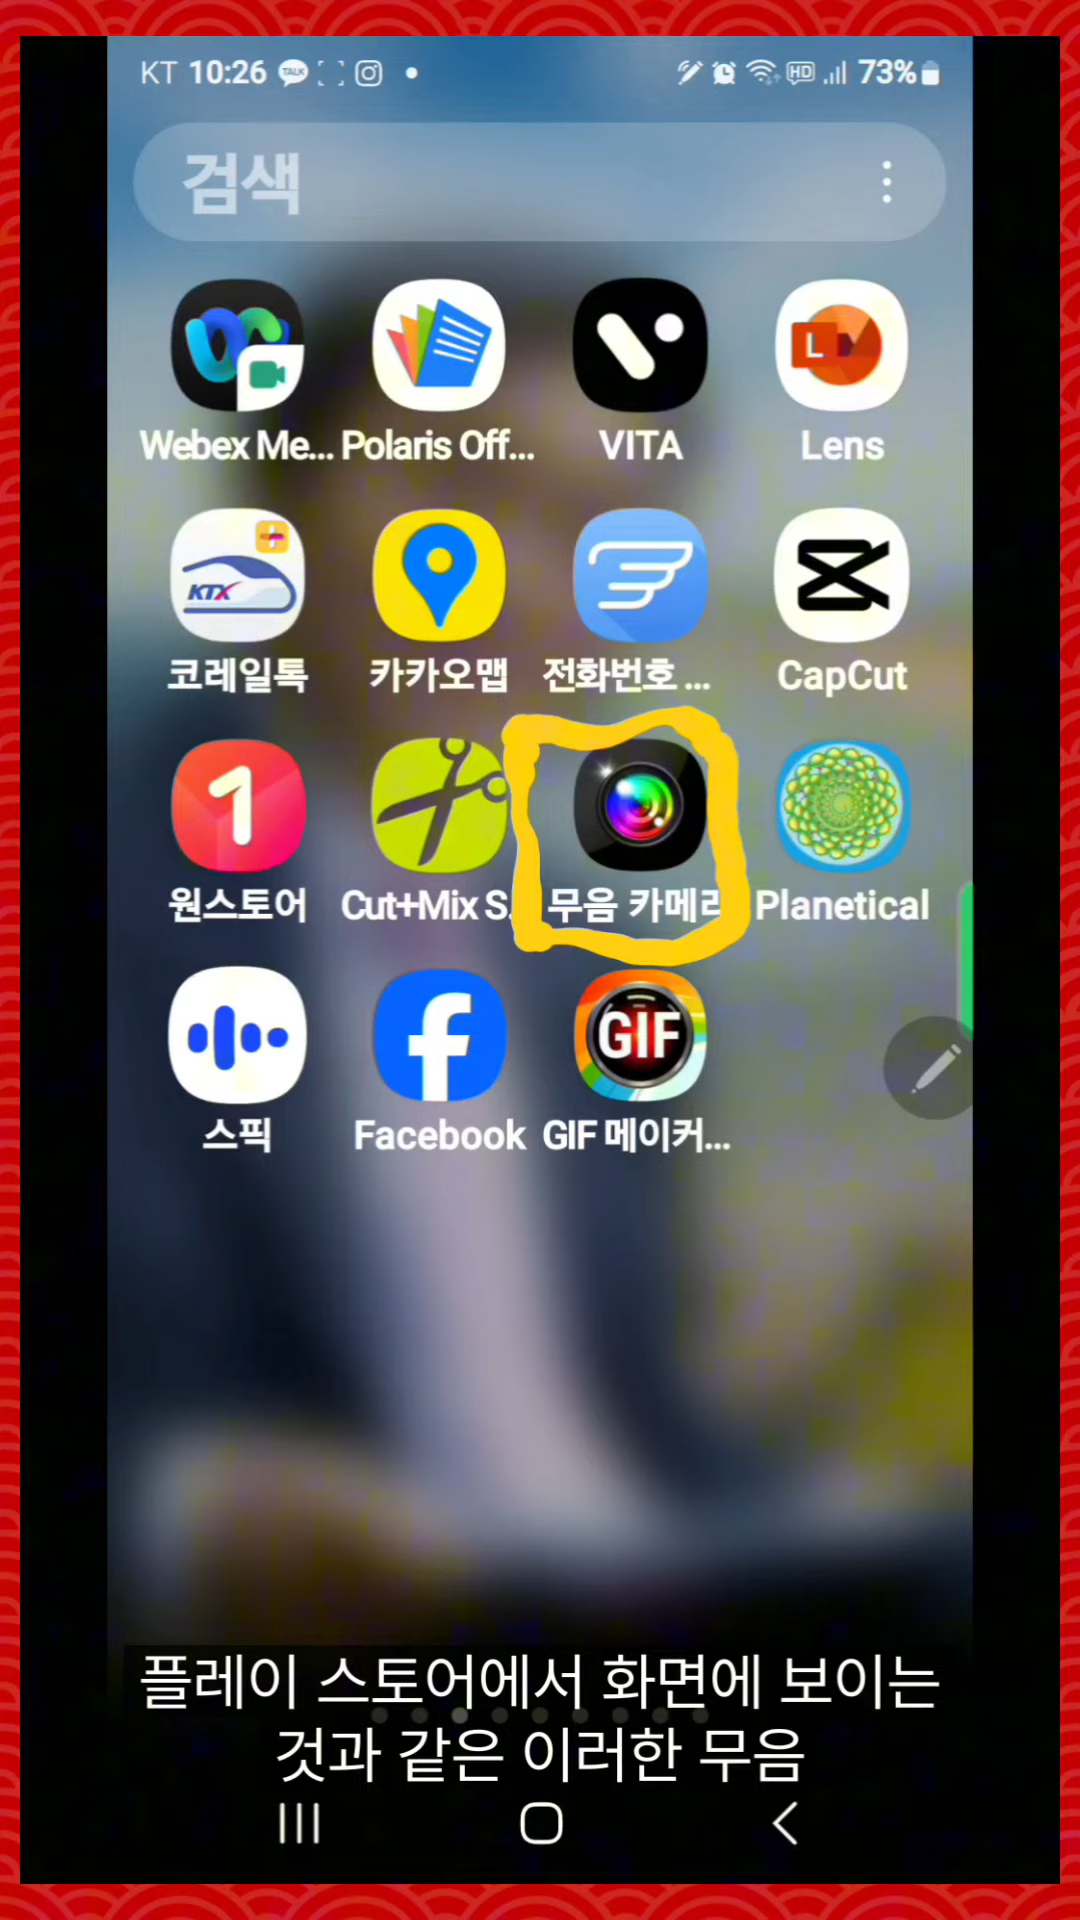 KT 10:26 TALK HD 73%
검색
L
Webex Me... Polaris Off... VITA Lens
KTX
코레일톡 카카오맵 전화번호 ... CapCut
1
원스토어 Cut+Mix S. 무음 카메라 Planetical
GIF
스픽 Facebook GIF 메이커...
플레이 스토어에서 화면에 보이는
것과 같은 이러한 무음